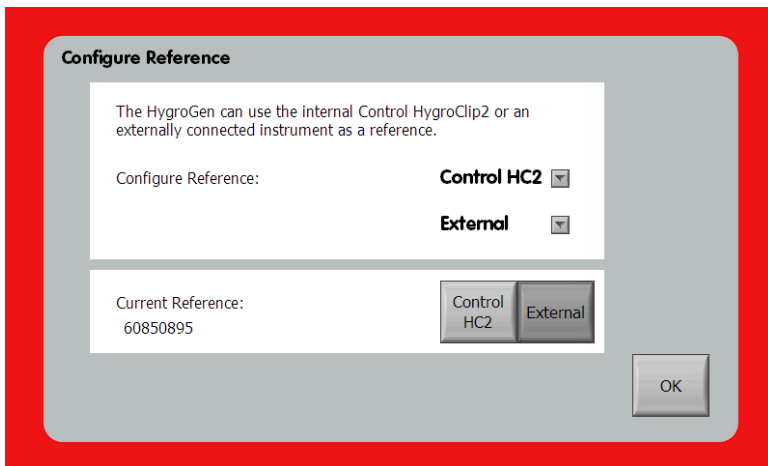 Configure Reference
The HygroGen can use the internal Control HygroClip2 or an
externally connected instrument as a reference.
Configure Reference:
Control HC2
External
Current Reference:
60850895
Control
HC2
External
OK